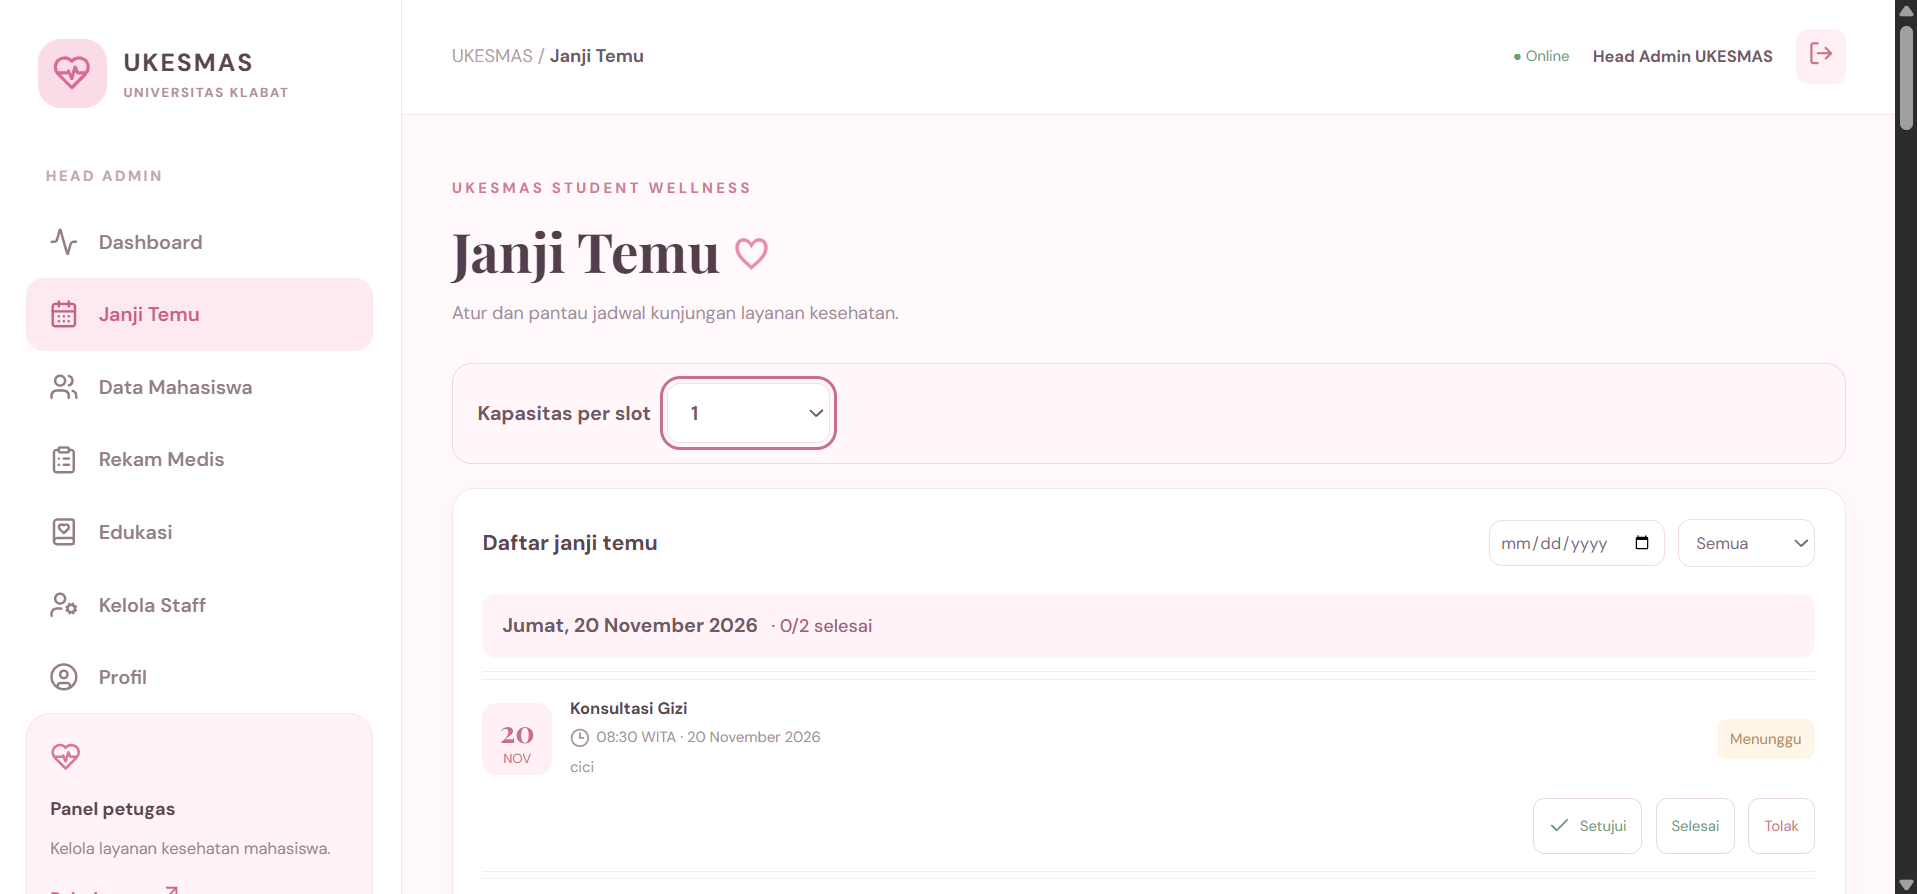 UKESMAS
UNIVERSITAS KLABAT
HEAD ADMIN
Dashboard
Janji Temu
Data Mahasiswa
Rekam Medis
Edukasi
Kelola Staff
Profil
Panel petugas
Kelola layanan kesehatan mahasiswa.
UKESMAS / Janji Temu
• Online
Head Admin UKESMAS
UKESMAS STUDENT WELLNESS
Janji Temu
Atur dan pantau jadwal kunjungan layanan kesehatan.
Kapasitas per slot
1
Daftar janji temu
mm/dd/yyyy
Semua
Jumat, 20 November 2026 · 0/2 selesai
20
NOV
Konsultasi Gizi
08:30 WITA · 20 November 2026
cici
Menunggu
Setujui
Selesai
Tolak